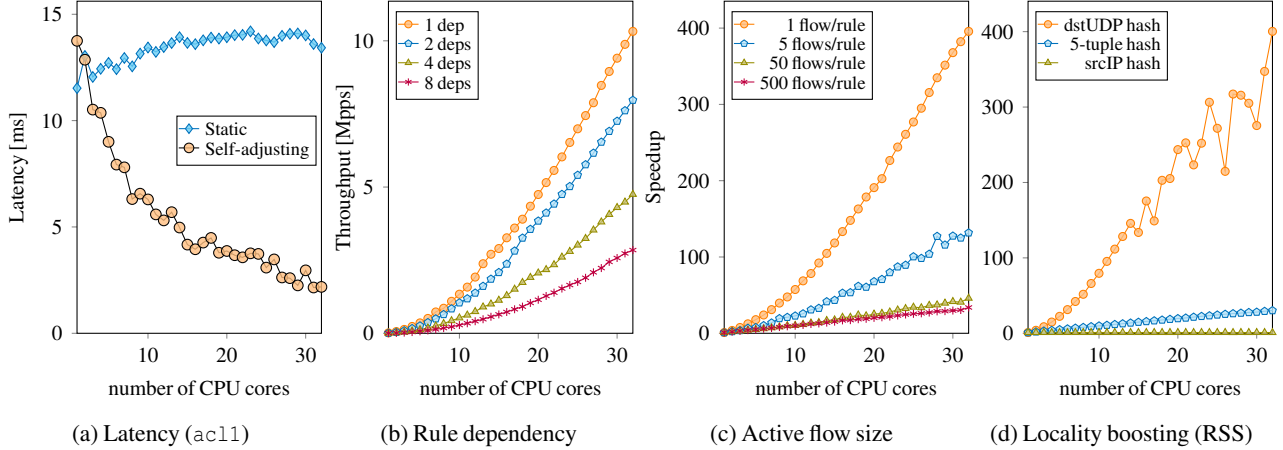 15
10
5
0
10
20
30
Latency [ms]
number of CPU cores
Static
Self-adjusting
(a) Latency (acl1)
10
5
0
10
20
30
Throughput [Mpps]
number of CPU cores
1 dep
2 deps
4 deps
8 deps
(b) Rule dependency
400
300
200
100
0
10
20
30
Speedup
number of CPU cores
1 flow/rule
5 flows/rule
50 flows/rule
500 flows/rule
(c) Active flow size
400
300
200
100
0
10
20
30
number of CPU cores
dstUDP hash
5-tuple hash
srcIP hash
(d) Locality boosting (RSS)